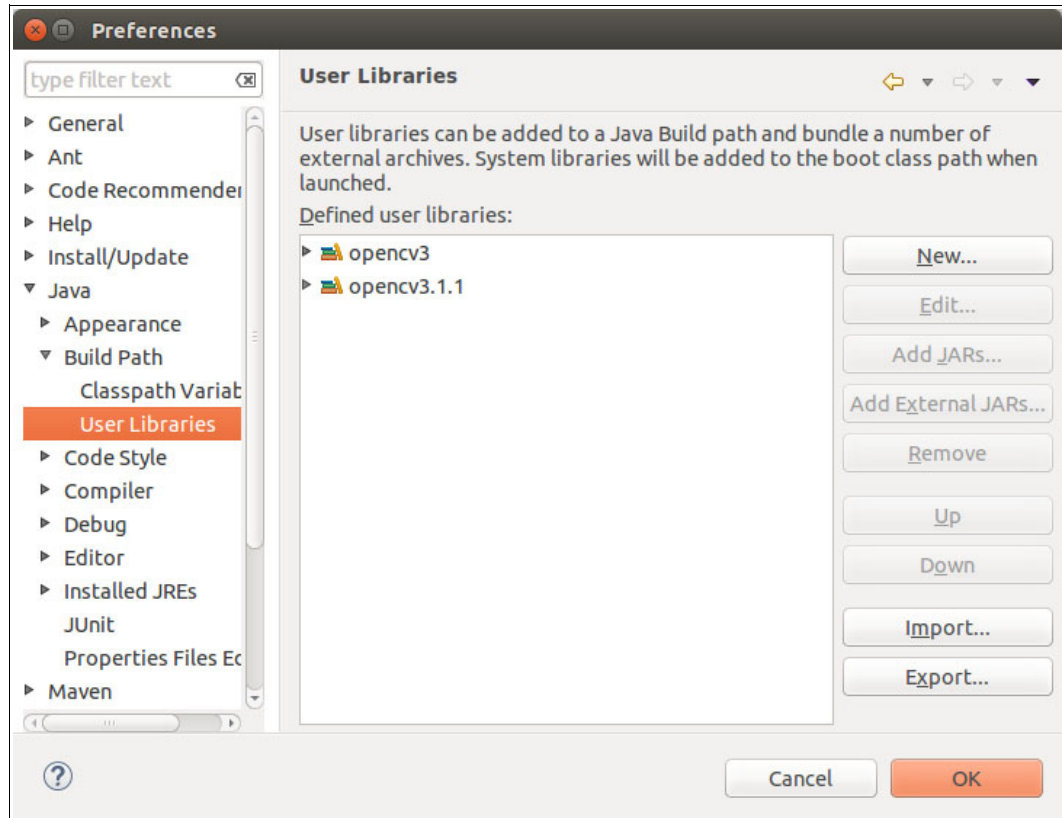 Preferences
type filter text
General
Ant
Code Recommender
Help
Install/Update
Java
Appearance
Build Path
Classpath Variab
User Libraries
Code Style
Compiler
Debug
Editor
Installed JREs
JUnit
Properties Files Ec
Maven
User Libraries
User libraries can be added to a Java Build path and bundle a number of
external archives. System libraries will be added to the boot class path when
launched.
Defined user libraries:
opencv3
opencv3.1.1
New...
Edit...
Add JARs...
Add External JARs...
Remove
Up
Down
Import...
Export...
?
Cancel
OK